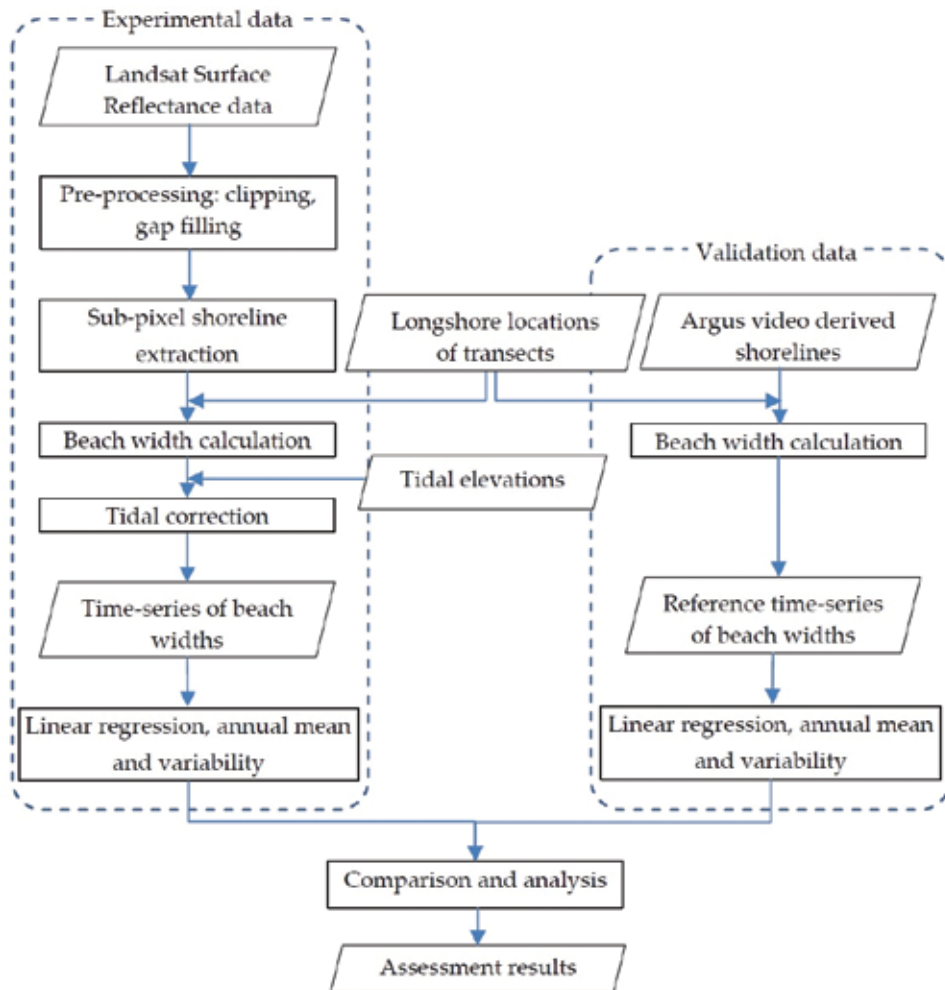 Experimental data
Landsat Surface
Reflectance data
Pre-processing: clipping,
gap filling
Sub-pixel shoreline
extraction
Longshore locations
of transects
Validation data
Argus video derived
shorelines
Beach width calculation
Beach width calculation
Tidal elevations
Tidal correction
Time-series of beach
widths
Reference time-series
of beach widths
Linear regression, annual mean
and variability
Linear regression, annual mean
and variability
Comparison and analysis
Assessment results